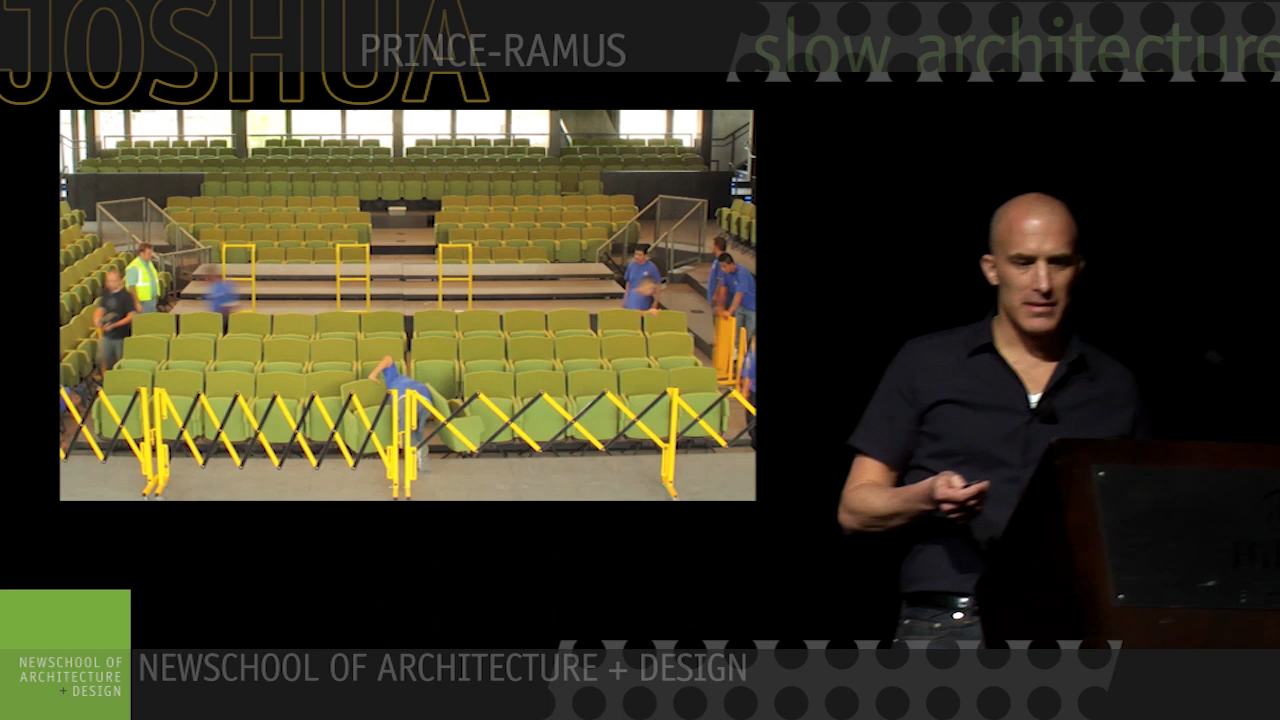 JOSHUA
PRINCE-RAMUS
slow architecture
NEWSCHOOL OF
ARCHITECTURE
+ DESIGN
NEWSCHOOL OF ARCHITECTURE + DESIGN